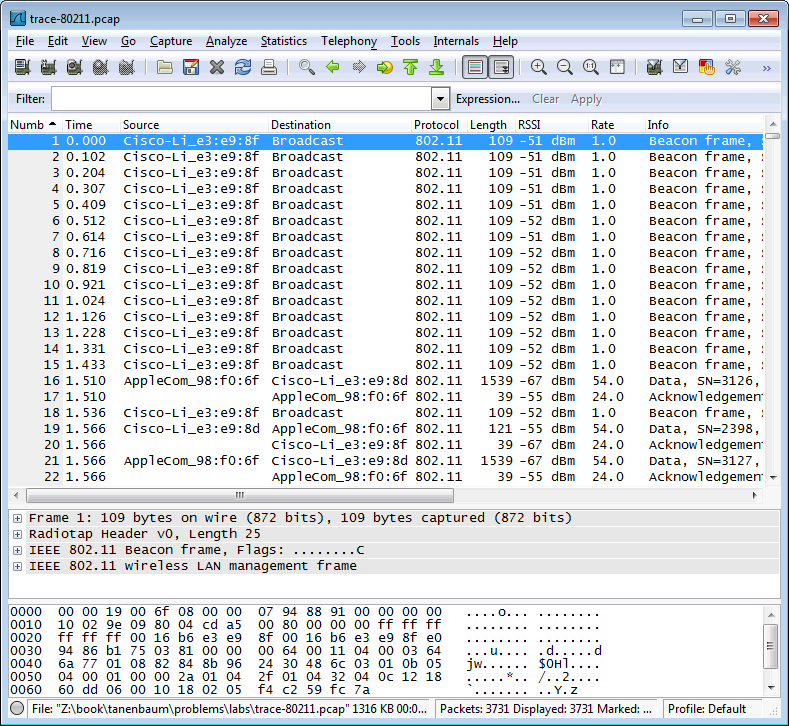 trace-80211.pcap
File Edit View Go Capture Analyze Statistics Telephony Tools Internals Help
Filter: Expression... Clear Apply
Numb Time Source Destination Protocol Length RSSI Rate Info
1 0.000 Cisco-Li_e3:e9:8f Broadcast 802.11 109 -51 dBm 1.0 Beacon frame,
2 0.102 Cisco-Li_e3:e9:8f Broadcast 802.11 109 -51 dBm 1.0 Beacon frame,
3 0.204 Cisco-Li_e3:e9:8f Broadcast 802.11 109 -51 dBm 1.0 Beacon frame,
4 0.307 Cisco-Li_e3:e9:8f Broadcast 802.11 109 -51 dBm 1.0 Beacon frame,
5 0.409 Cisco-Li_e3:e9:8f Broadcast 802.11 109 -51 dBm 1.0 Beacon frame,
6 0.512 Cisco-Li_e3:e9:8f Broadcast 802.11 109 -52 dBm 1.0 Beacon frame,
7 0.614 Cisco-Li_e3:e9:8f Broadcast 802.11 109 -51 dBm 1.0 Beacon frame,
8 0.716 Cisco-Li_e3:e9:8f Broadcast 802.11 109 -52 dBm 1.0 Beacon frame,
9 0.819 Cisco-Li_e3:e9:8f Broadcast 802.11 109 -52 dBm 1.0 Beacon frame,
10 0.921 Cisco-Li_e3:e9:8f Broadcast 802.11 109 -52 dBm 1.0 Beacon frame,
11 1.024 Cisco-Li_e3:e9:8f Broadcast 802.11 109 -51 dBm 1.0 Beacon frame,
12 1.126 Cisco-Li_e3:e9:8f Broadcast 802.11 109 -52 dBm 1.0 Beacon frame,
13 1.228 Cisco-Li_e3:e9:8f Broadcast 802.11 109 -52 dBm 1.0 Beacon frame,
14 1.331 Cisco-Li_e3:e9:8f Broadcast 802.11 109 -52 dBm 1.0 Beacon frame,
15 1.433 Cisco-Li_e3:e9:8f Broadcast 802.11 109 -52 dBm 1.0 Beacon frame,
16 1.510 AppleCom_98:f0:6f Cisco-Li_e3:e9:8d 802.11 1539 -67 dBm 54.0 Data, SN=3126,
17 1.510 AppleCom_98:f0:6f 802.11 39 -55 dBm 24.0 Acknowledgement
18 1.536 Cisco-Li_e3:e9:8f Broadcast 802.11 109 -52 dBm 1.0 Beacon frame,
19 1.566 Cisco-Li_e3:e9:8d AppleCom_98:f0:6f 802.11 121 -55 dBm 54.0 Data, SN=2398,
20 1.566 Cisco-Li_e3:e9:8f 802.11 39 -67 dBm 24.0 Acknowledgement
21 1.566 AppleCom_98:f0:6f Cisco-Li_e3:e9:8d 802.11 1539 -67 dBm 54.0 Data, SN=3127,
22 1.566 AppleCom_98:f0:6f 802.11 39 -55 dBm 24.0 Acknowledgement
Frame 1: 109 bytes on wire (872 bits), 109 bytes captured (872 bits)
Radiotap Header v0, Length 25
IEEE 802.11 Beacon frame, Flags: ........C
IEEE 802.11 wireless LAN management frame
0000 00 00 19 00 6f 08 00 00 07 94 88 91 00 00 00 00 ....o... ........
0010 10 02 9e 09 80 04 cd a5 00 80 00 00 00 ff ff ff ........ ........
0020 ff ff ff 00 16 b6 e3 e9 8f 00 16 b6 e3 e9 8f e0 ........ ........
0030 94 86 b1 75 03 81 00 00 00 00 64 00 11 04 00 03 64 ...u.... ..d.....d
0040 6a 77 01 08 82 84 8b 96 24 30 48 6c 03 01 0b 05 jw...... $0Hl....
0050 04 00 01 00 00 2a 01 04 2f 01 04 32 04 0c 12 18 .....*.. /..2....
0060 60 dd 06 00 10 18 02 05 f4 c2 59 fc 7a `....... ..Y.z
File: "Z:\book\tanenbaum\problems\labs\trace-80211.pcap" 1316 KB 00:0... Packets: 3731 Displayed: 3731 Marked: ... Profile: Default